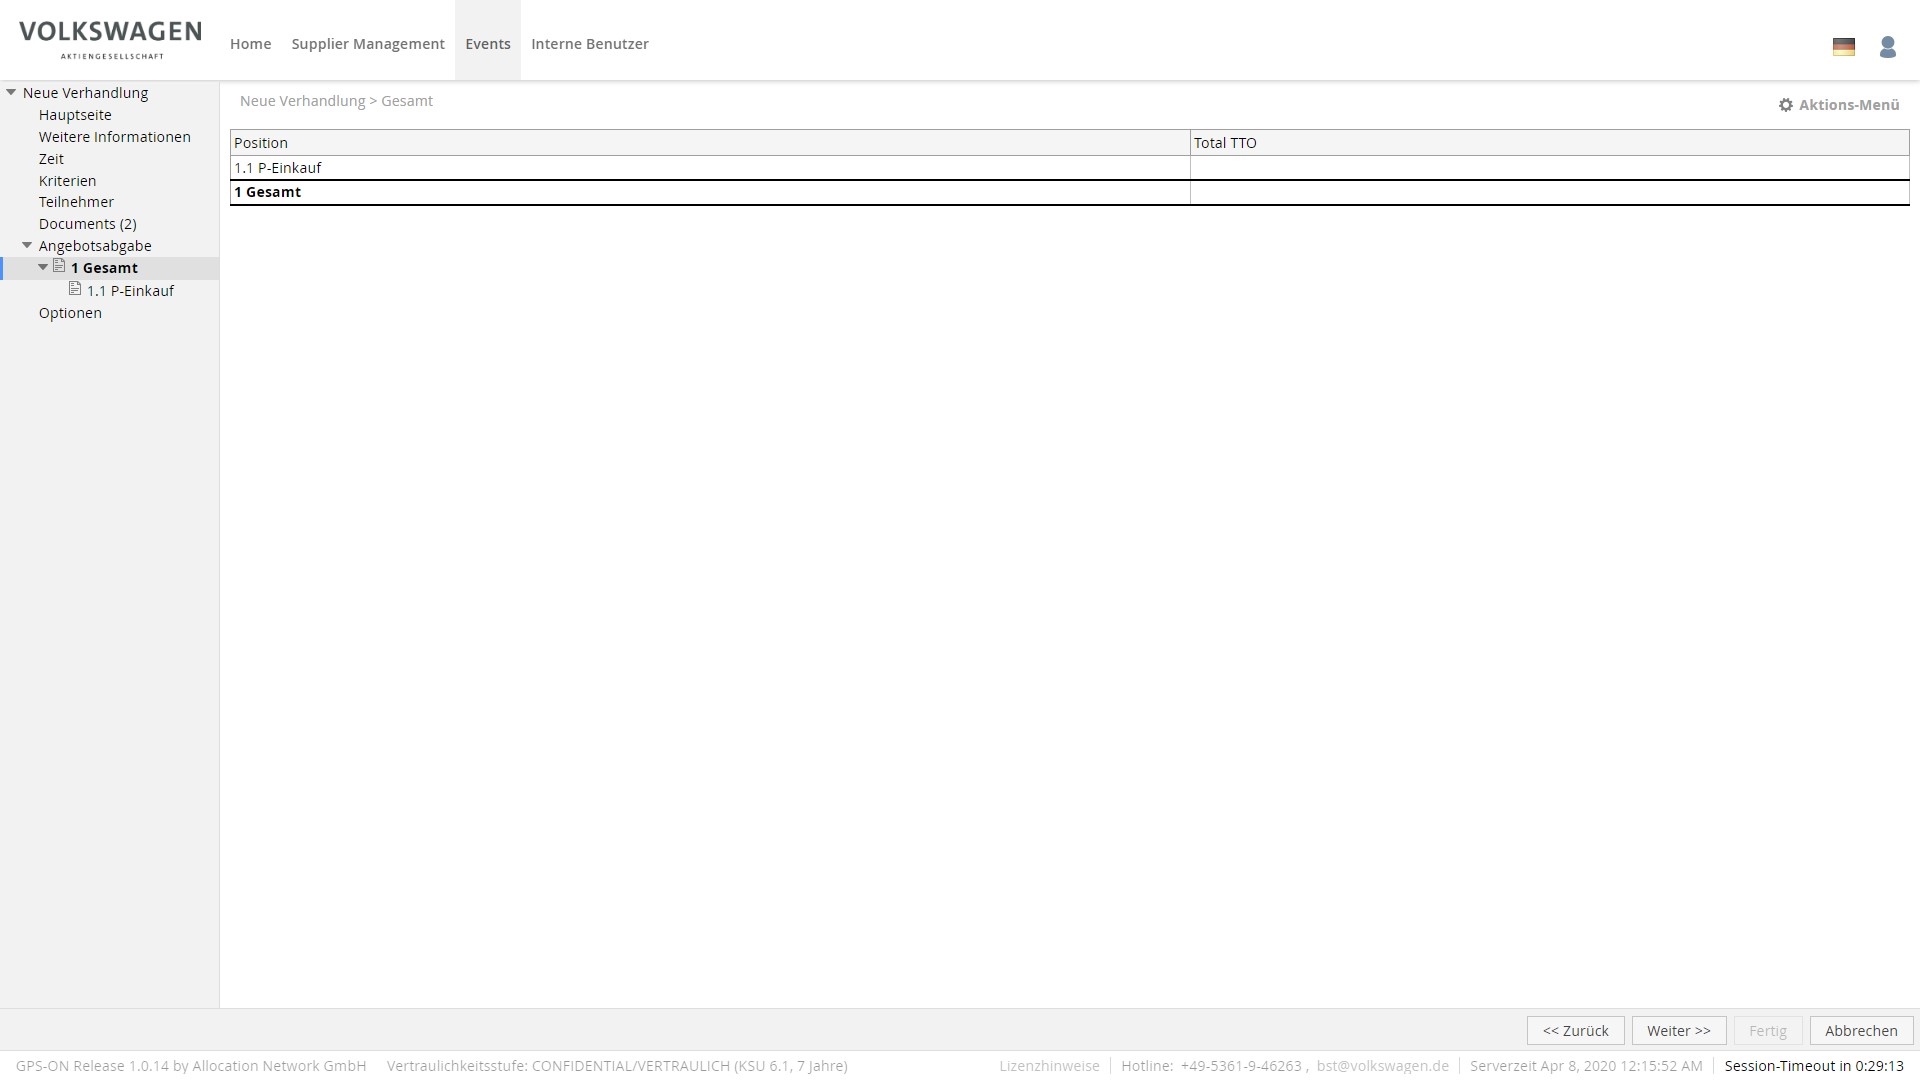 VOLKSWAGEN
AKTIENGESELLSCHAFT
Home Supplier Management Events Interne Benutzer
Neue Verhandlung
Hauptseite
Weitere Informationen
Zeit
Kriterien
Teilnehmer
Documents (2)
Angebotsabgabe
1 Gesamt
1.1 P-Einkauf
Optionen
Neue Verhandlung > Gesamt
Aktions-Menü
Position Total TTO
1.1 P-Einkauf
1 Gesamt
<< Zurück Weiter >> Fertig Abbrechen
GPS-ON Release 1.0.14 by Allocation Network GmbH Vertraulichkeitsstufe: CONFIDENTIAL/VERTRAULICH (KSU 6.1, 7 Jahre) Lizenzhinweise Hotline: +49-5361-9-46263 , bst@volkswagen.de Serverzeit Apr 8, 2020 12:15:52 AM Session-Timeout in 0:29:13